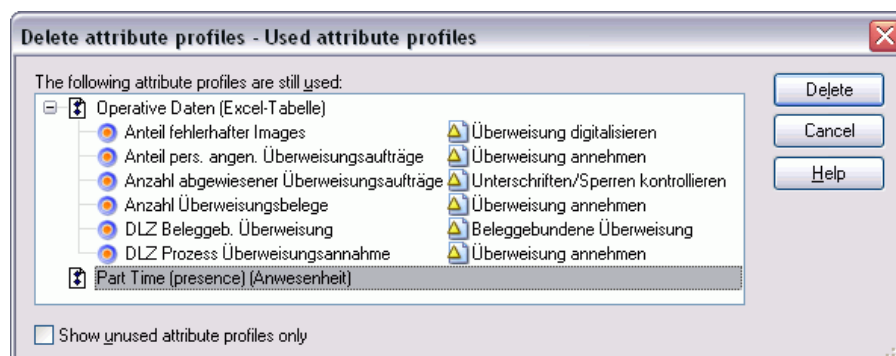 Delete attribute profiles - Used attribute profiles
The following attribute profiles are still used:
Operative Daten (Excel-Tabelle)
Anteil fehlerhafter Images Überweisung digitalisieren
Anteil pers. angen. Überweisungsaufträge Überweisung annehmen
Anzahl abgewiesener Überweisungsaufträge Unterschriften/Sperren kontrollieren
Anzahl Überweisungsbelege Überweisung annehmen
DLZ Beleggeb. Überweisung Beleggebundene Überweisung
DLZ Prozess Überweisungsannahme Überweisung annehmen
Part Time (presence) (Anwesenheit)
Show unused attribute profiles only
Delete
Cancel
Help